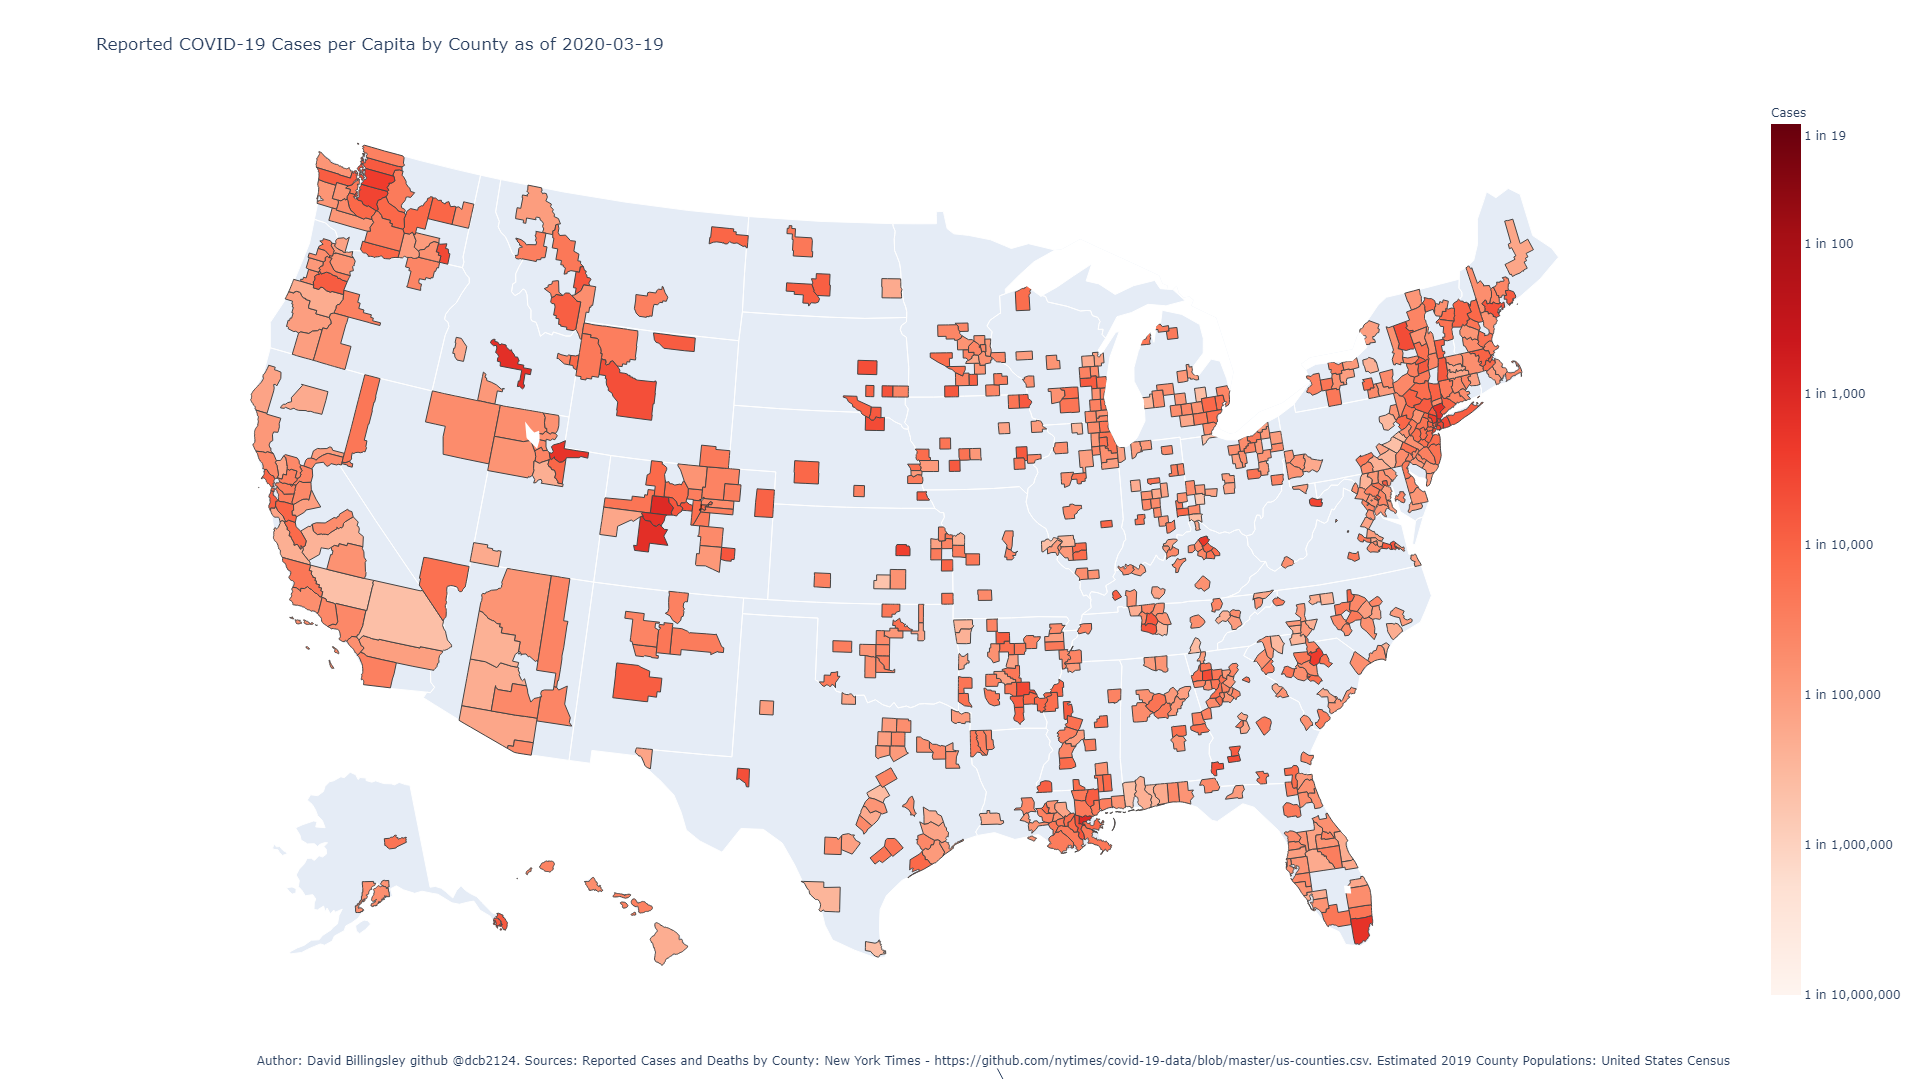 Reported COVID-19 Cases per Capita by County as of 2020-03-19
Cases
1 in 19
1 in 100
1 in 1,000
1 in 10,000
1 in 100,000
1 in 1,000,000
1 in 10,000,000
Author: David Billingsley github @dcb2124. Sources: Reported Cases and Deaths by County: New York Times - https://github.com/nytimes/covid-19-data/blob/master/us-counties.csv. Estimated 2019 County Populations: United States Census